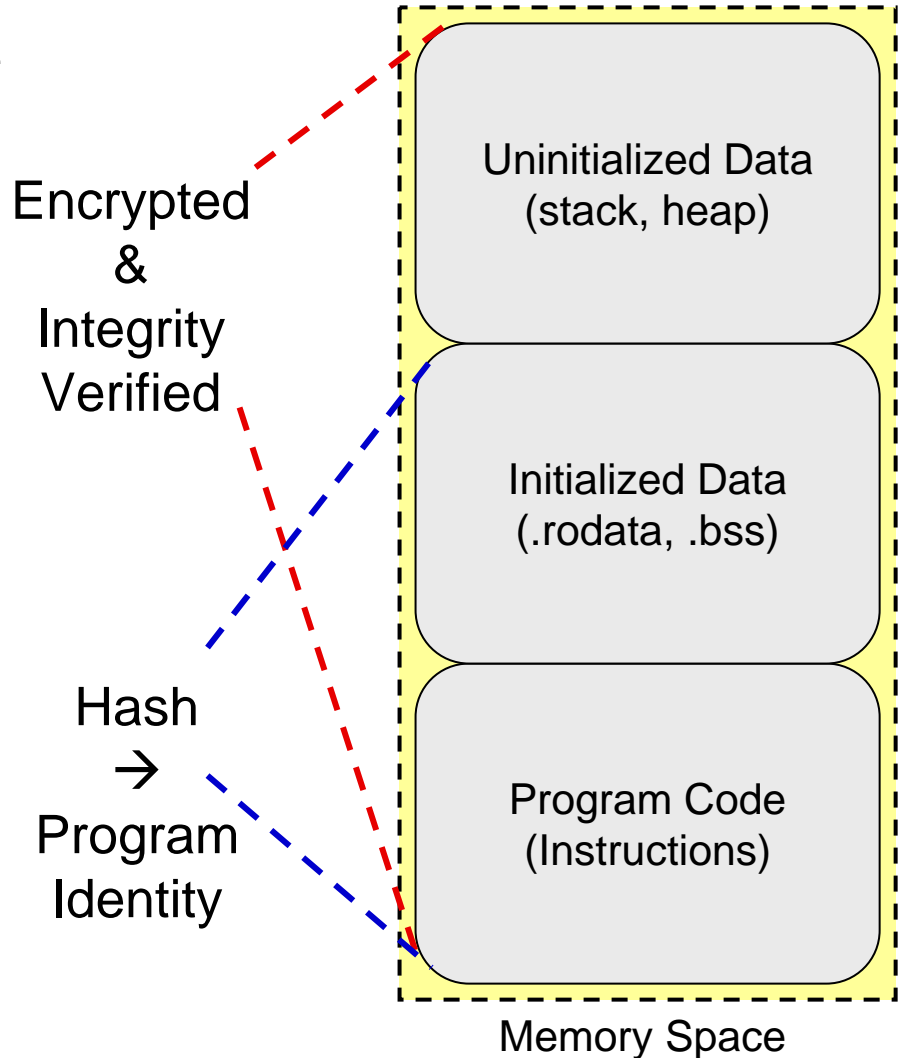 Encrypted
&
Integrity
Verified
Hash
→
Program
Identity
Uninitialized Data
(stack, heap)
Initialized Data
(.rodata, .bss)
Program Code
(Instructions)
Memory Space